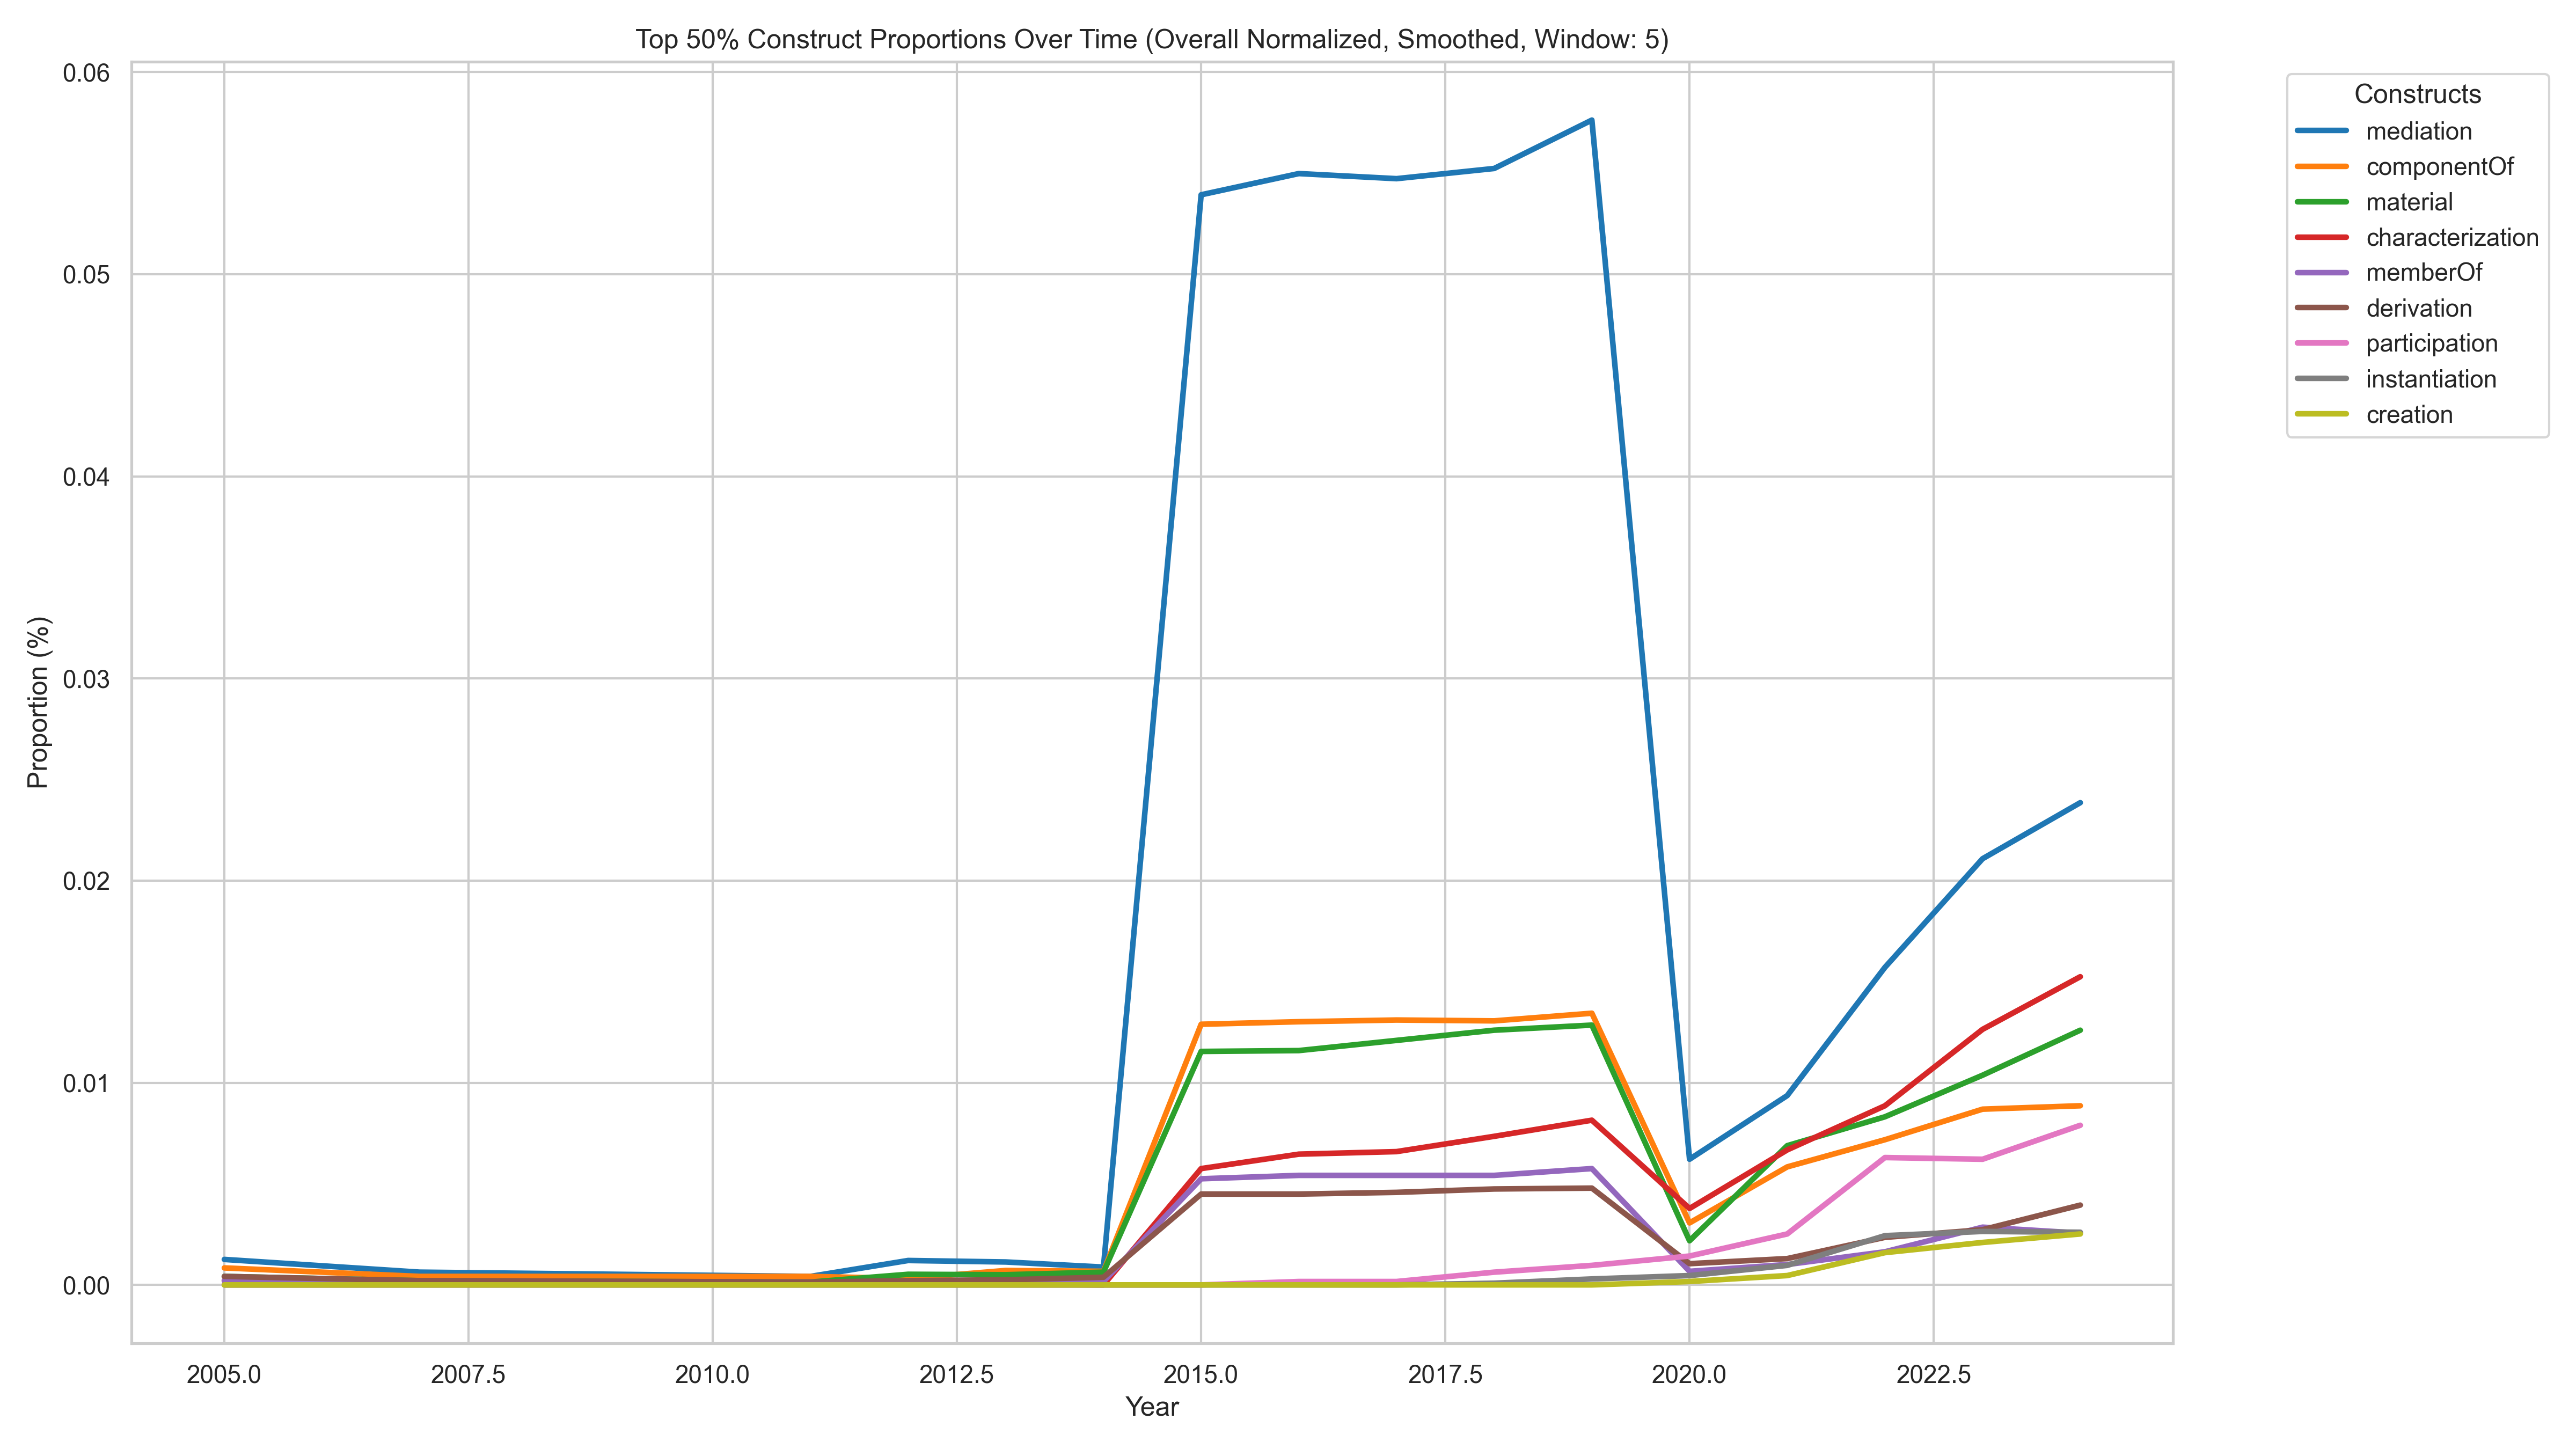 Top 50% Construct Proportions Over Time (Overall Normalized, Smoothed, Window: 5)
0.06
0.05
0.04
0.03
0.02
0.01
0.00
Proportion (%)
2005.0 2007.5 2010.0 2012.5 2015.0 2017.5 2020.0 2022.5
Year
Constructs
mediation
componentOf
material
characterization
memberOf
derivation
participation
instantiation
creation